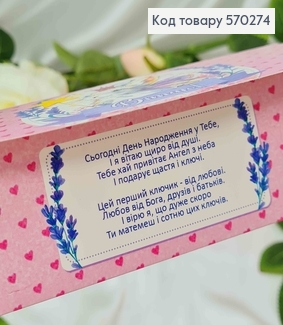 Код товару 570274
Сьогодні День Народження у Тебе,
І я вітаю щиро від душі.
Тебе хай привітає Ангел з неба
І подарує щастя і ключі.
Цей перший ключик - від любові.
Любов від Бога, друзів і батьків.
І вірю я, що дуже скоро
Ти матемеш і сотню цих ключів.